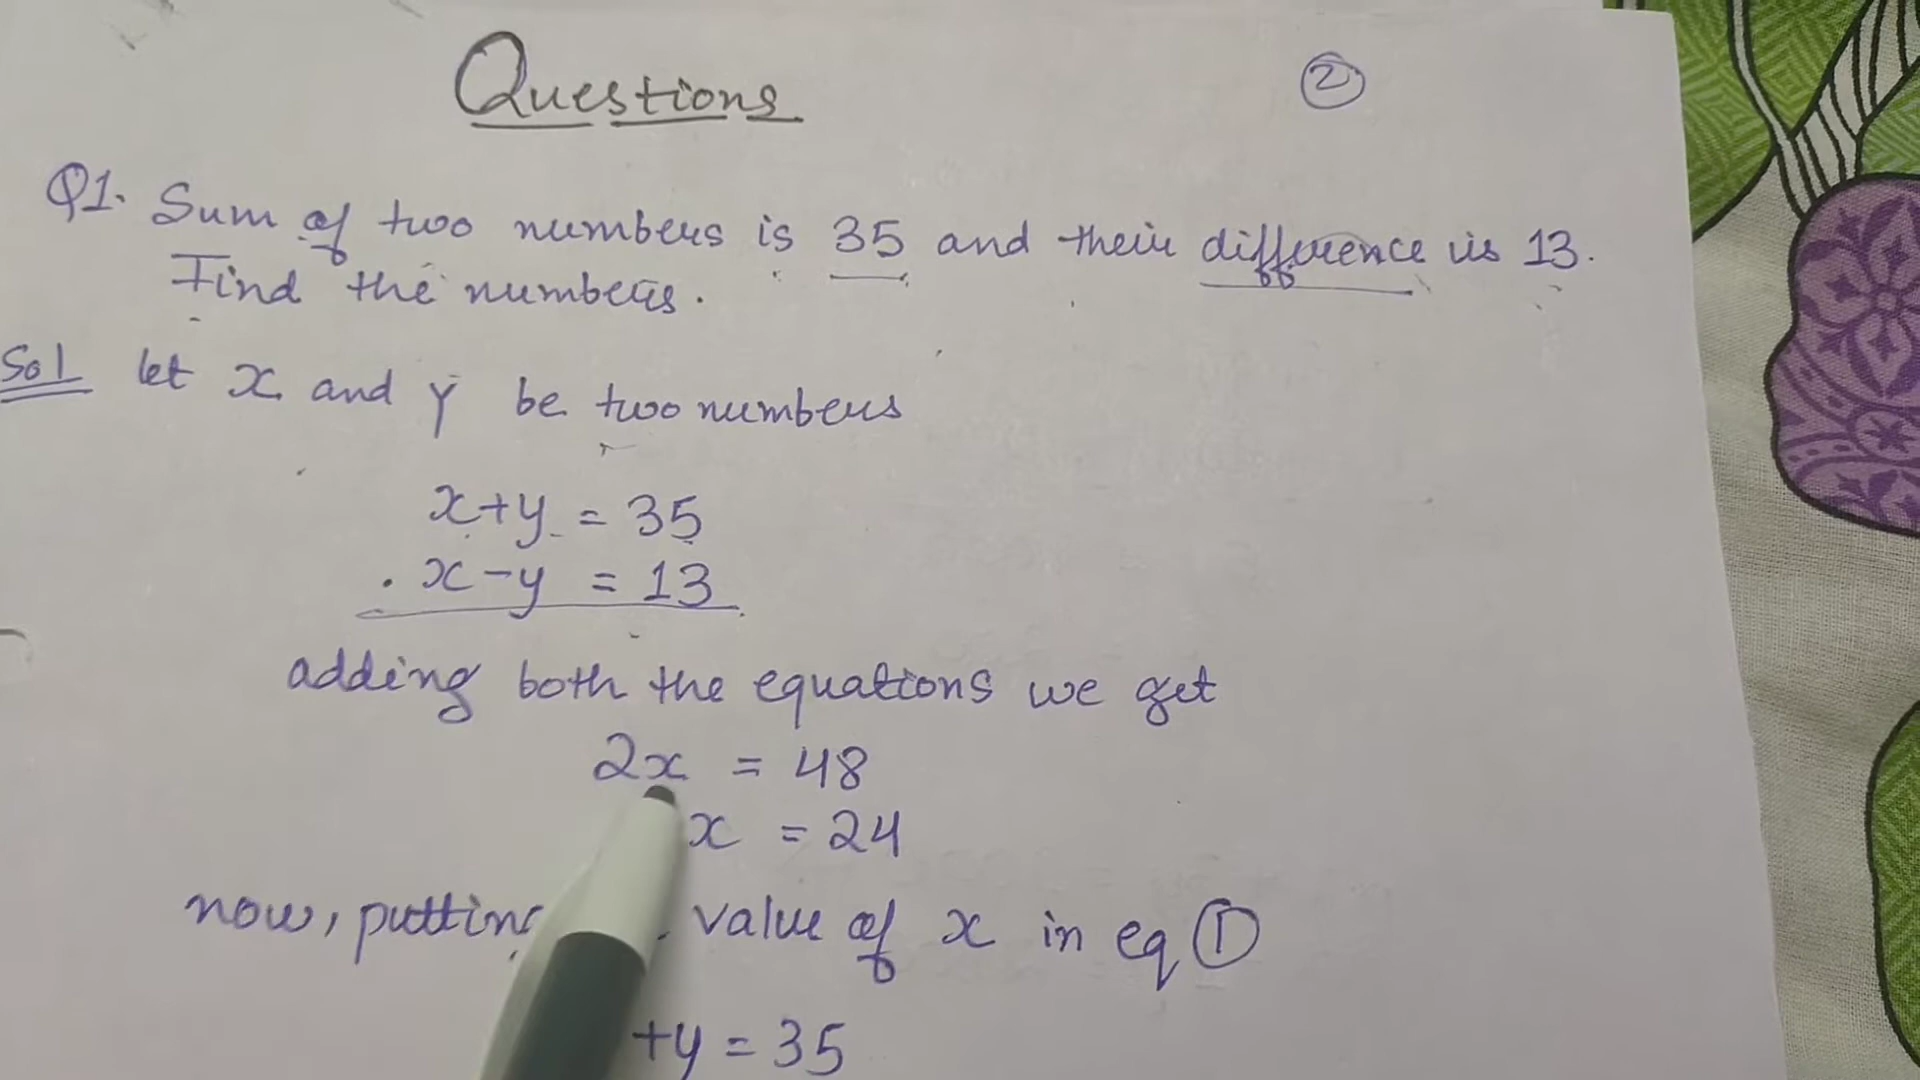 Questions
2
Q1. Sum of two numbers is 35 and their difference is 13.
Find the numbers.
Sol let x and y be two numbers
x+y = 35
x-y = 13
adding both the equations we get
2x = 48
x = 24
now, putting value of x in eq 1
+y = 35